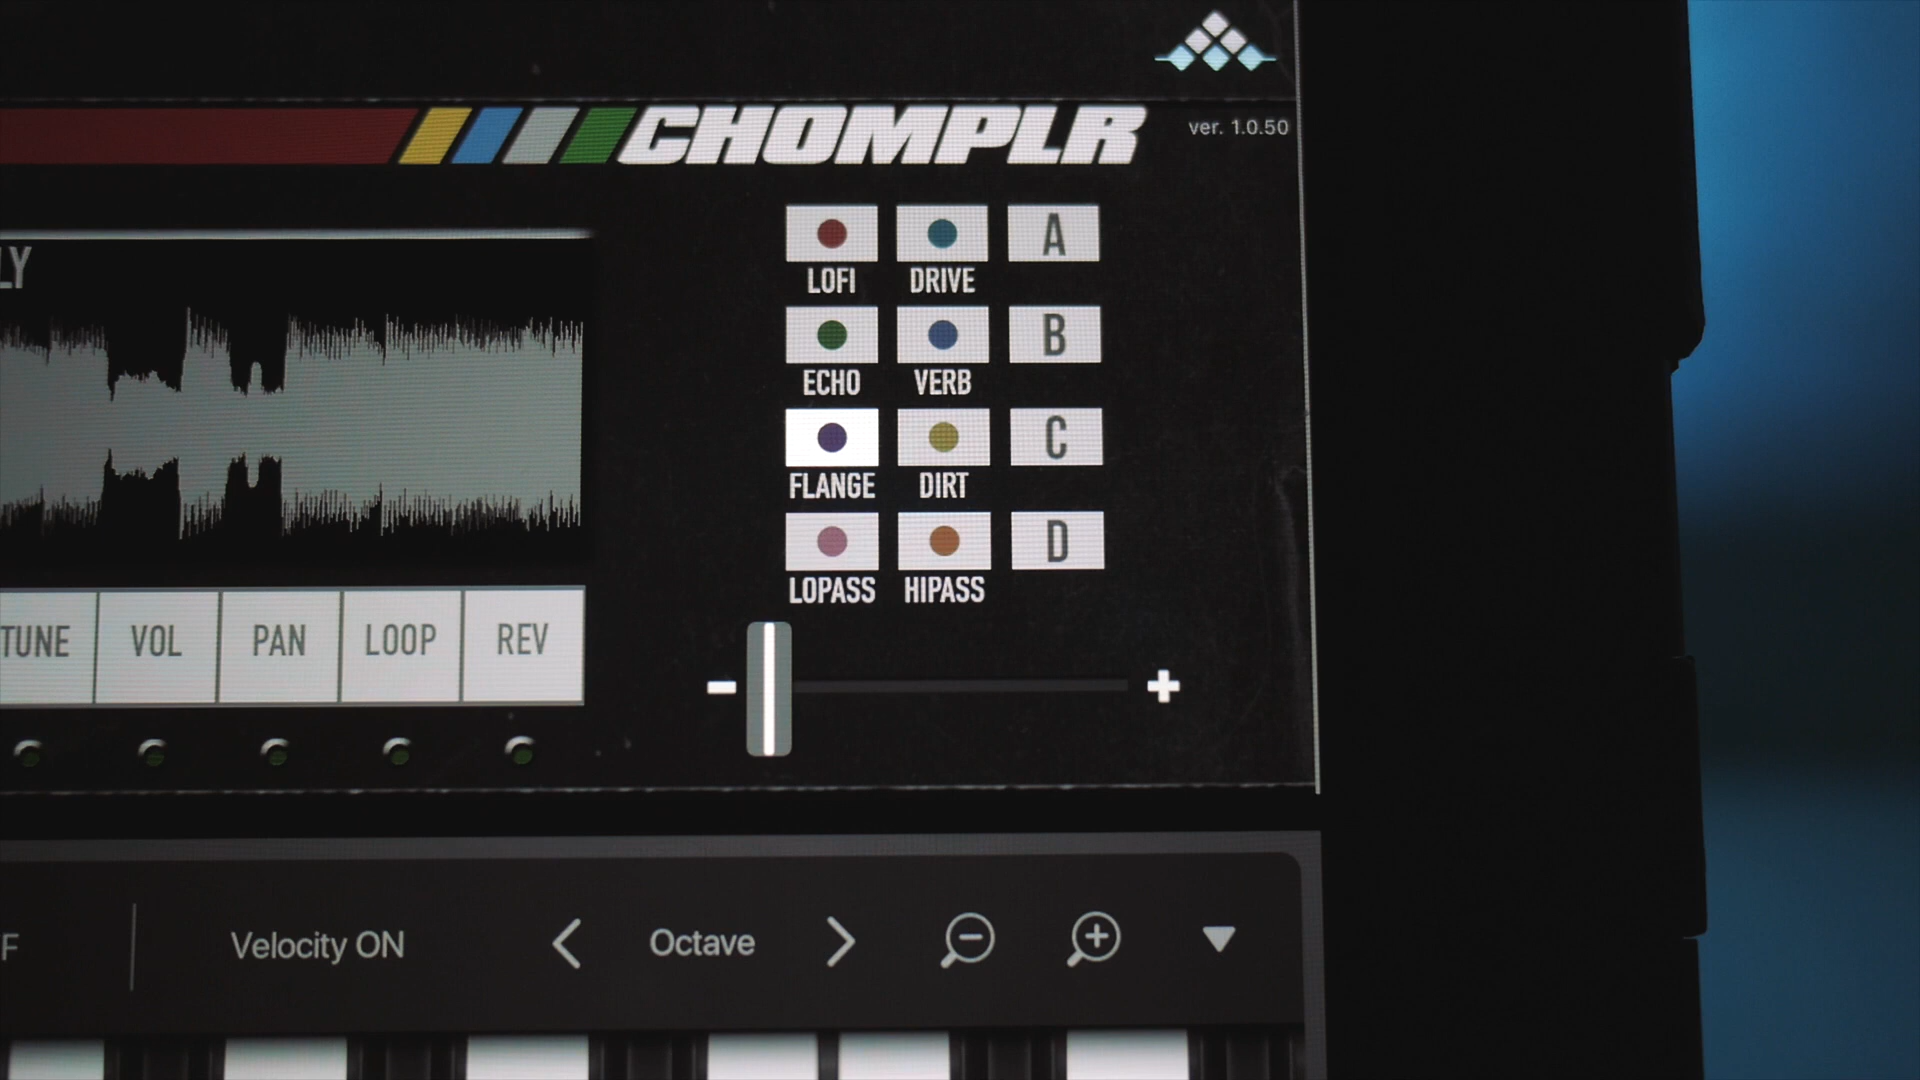 CHOMPLR
ver. 1.0.50
LY
LOFI DRIVE A
ECHO VERB B
FLANGE DIRT C
LOPASS HIPASS D
TUNE VOL PAN LOOP REV
- +
F Velocity ON Octave